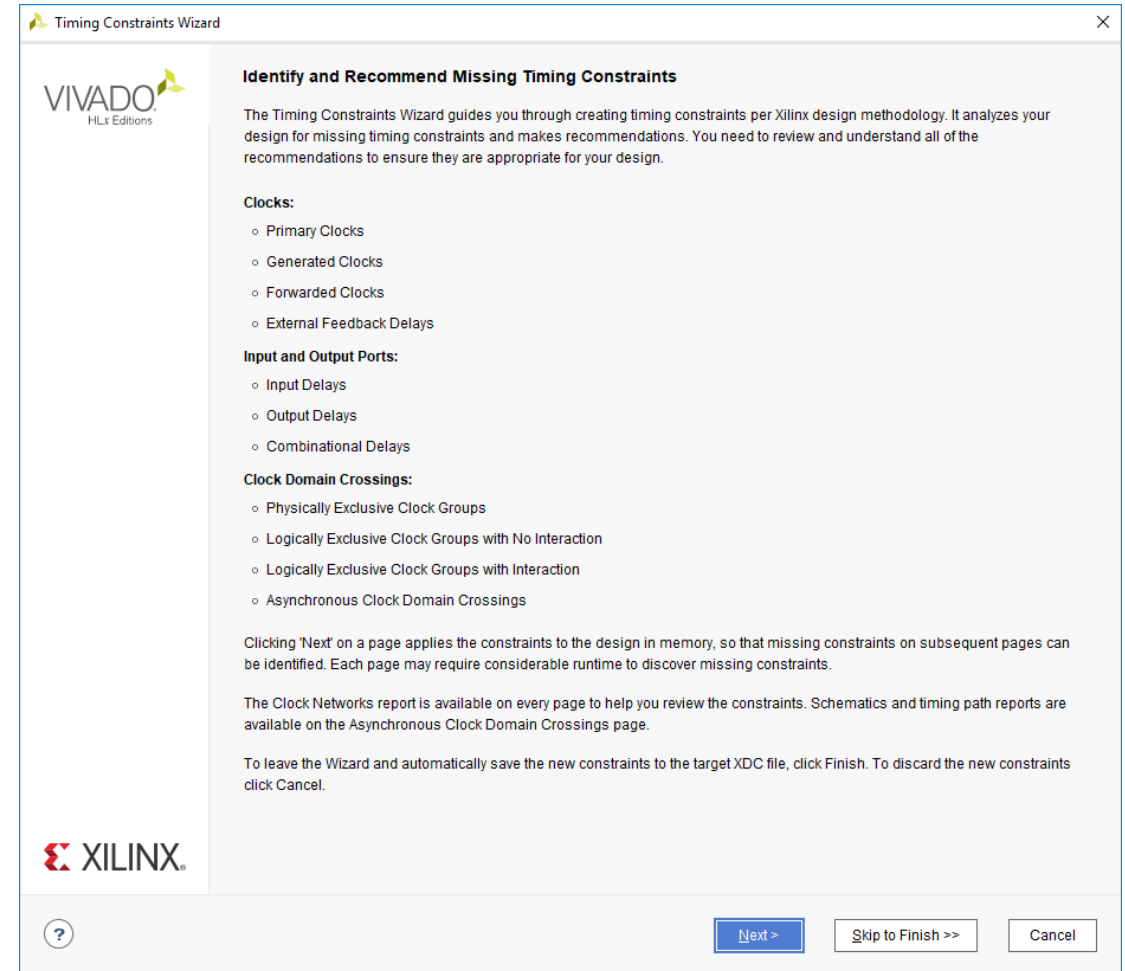 Timing Constraints Wizard
VIVADO
HLx Editions
Identify and Recommend Missing Timing Constraints
The Timing Constraints Wizard guides you through creating timing constraints per Xilinx design methodology. It analyzes your
design for missing timing constraints and makes recommendations. You need to review and understand all of the
recommendations to ensure they are appropriate for your design.
Clocks:
Primary Clocks
Generated Clocks
Forwarded Clocks
External Feedback Delays
Input and Output Ports:
Input Delays
Output Delays
Combinational Delays
Clock Domain Crossings:
Physically Exclusive Clock Groups
Logically Exclusive Clock Groups with No Interaction
Logically Exclusive Clock Groups with Interaction
Asynchronous Clock Domain Crossings
Clicking 'Next' on a page applies the constraints to the design in memory, so that missing constraints on subsequent pages can
be identified. Each page may require considerable runtime to discover missing constraints.
The Clock Networks report is available on every page to help you review the constraints. Schematics and timing path reports are
available on the Asynchronous Clock Domain Crossings page.
To leave the Wizard and automatically save the new constraints to the target XDC file, click Finish. To discard the new constraints
click Cancel.
XILINX
?
Next >
Skip to Finish >>
Cancel